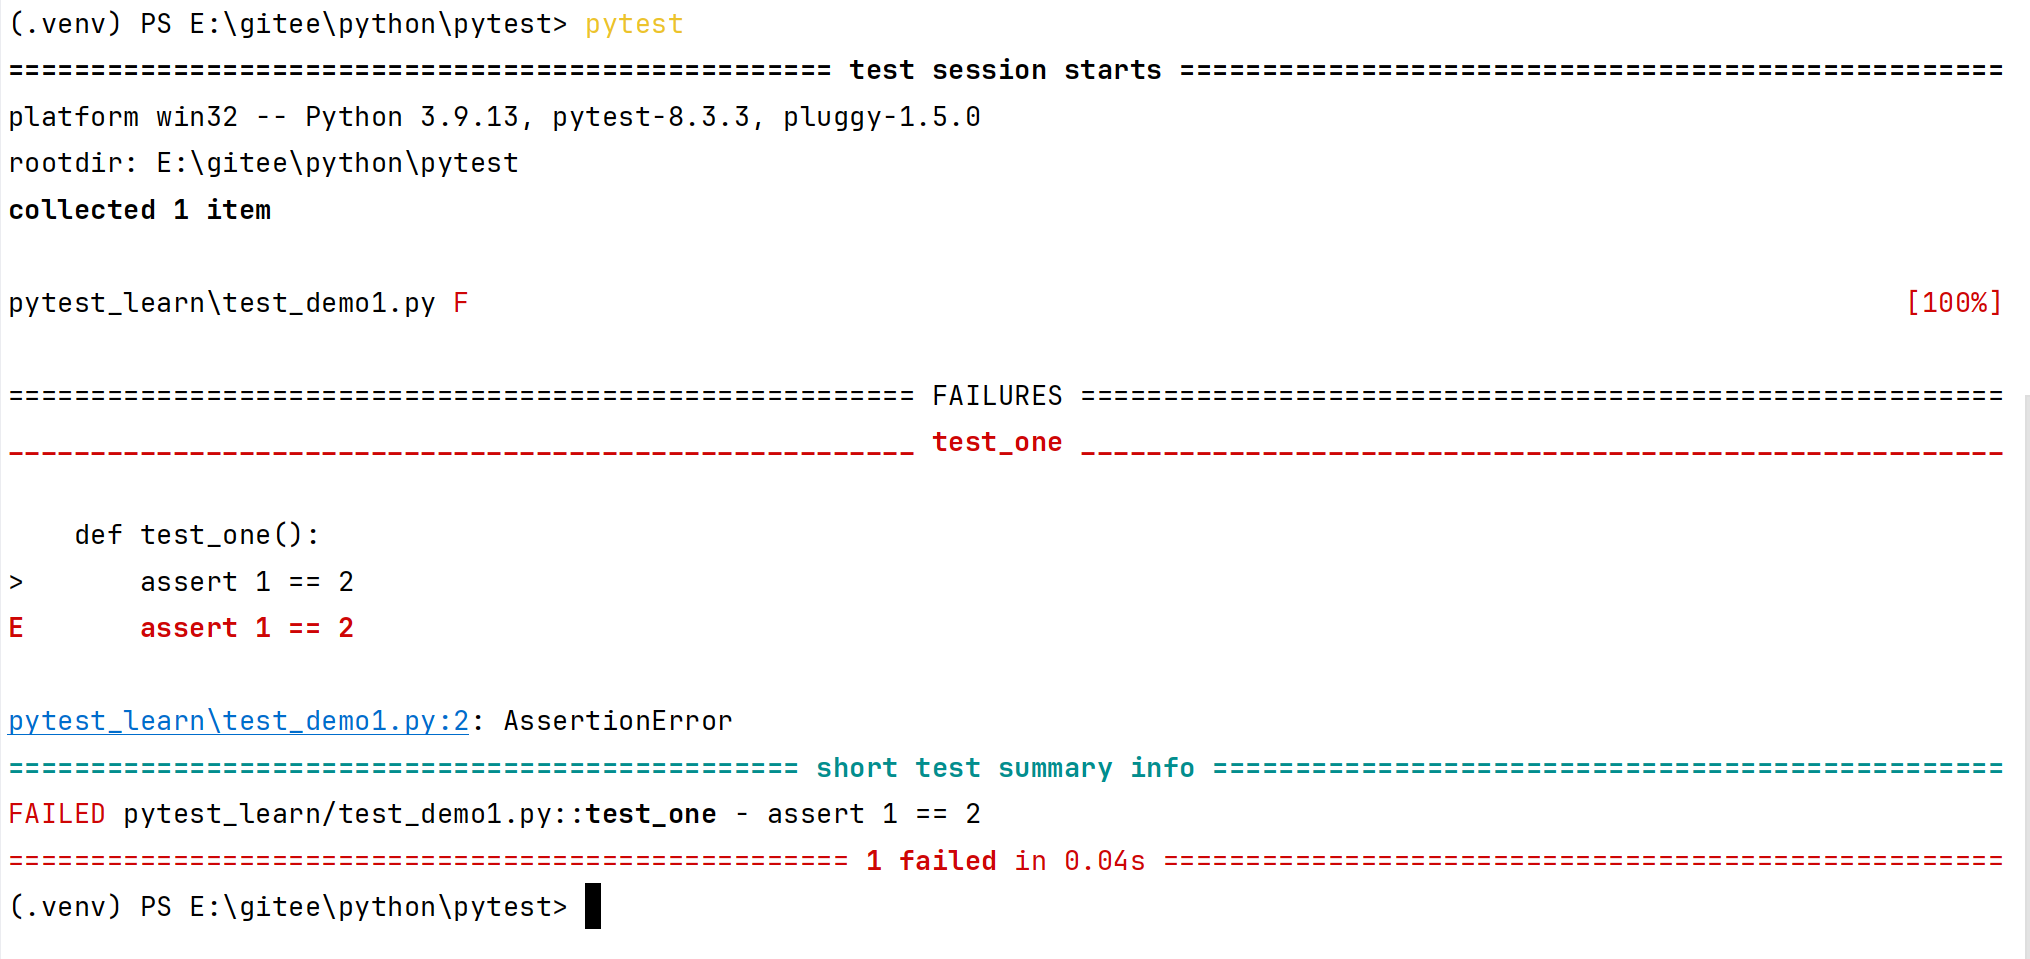 (.venv) PS E:\gitee\python\pytest> pytest
================================================== test session starts ==================================================
platform win32 -- Python 3.9.13, pytest-8.3.3, pluggy-1.5.0
rootdir: E:\gitee\python\pytest
collected 1 item
pytest_learn\test_demo1.py F [100%]
======================================================= FAILURES ========================================================
_______________________________________________________ test_one ________________________________________________________
    def test_one():
>       assert 1 == 2
E       assert 1 == 2
pytest_learn\test_demo1.py:2: AssertionError
================================================ short test summary info ================================================
FAILED pytest_learn/test_demo1.py::test_one - assert 1 == 2
=================================================== 1 failed in 0.04s ===================================================
(.venv) PS E:\gitee\python\pytest>